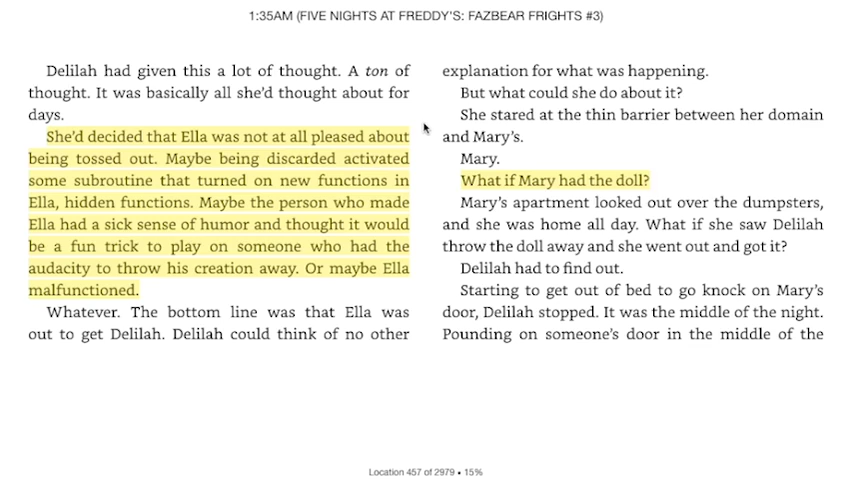 1:35AM (FIVE NIGHTS AT FREDDY'S: FAZBEAR FRIGHTS #3)
Delilah had given this a lot of thought. A ton of
thought. It was basically all she'd thought about for
days.
She'd decided that Ella was not at all pleased about
being tossed out. Maybe being discarded activated
some subroutine that turned on new functions in
Ella, hidden functions. Maybe the person who made
Ella had a sick sense of humor and thought it would
be a fun trick to play on someone who had the
audacity to throw his creation away. Or maybe Ella
malfunctioned.
Whatever. The bottom line was that Ella was
out to get Delilah. Delilah could think of no other
explanation for what was happening.
But what could she do about it?
She stared at the thin barrier between her domain
and Mary's.
Mary.
What if Mary had the doll?
Mary's apartment looked out over the dumpsters,
and she was home all day. What if she saw Delilah
throw the doll away and she went out and got it?
Delilah had to find out.
Starting to get out of bed to go knock on Mary's
door, Delilah stopped. It was the middle of the night.
Pounding on someone's door in the middle of the
Location 457 of 2979 • 15%